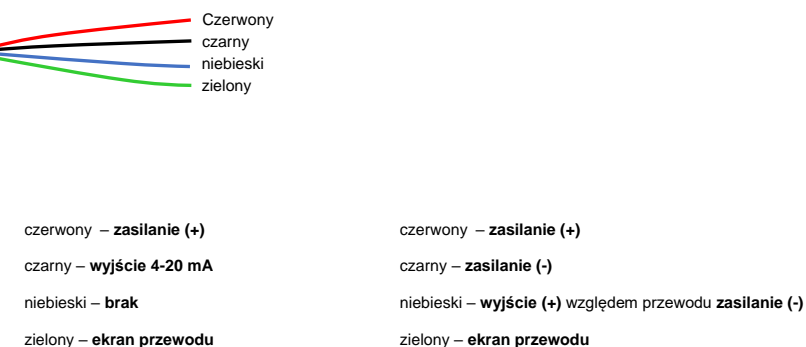 Czerwony
czarny
niebieski
zielony
czerwony – zasilanie (+)
czarny – wyjście 4-20 mA
niebieski – brak
zielony – ekran przewodu
czerwony – zasilanie (+)
czarny – zasilanie (-)
niebieski – wyjście (+) względem przewodu zasilanie (-)
zielony – ekran przewodu